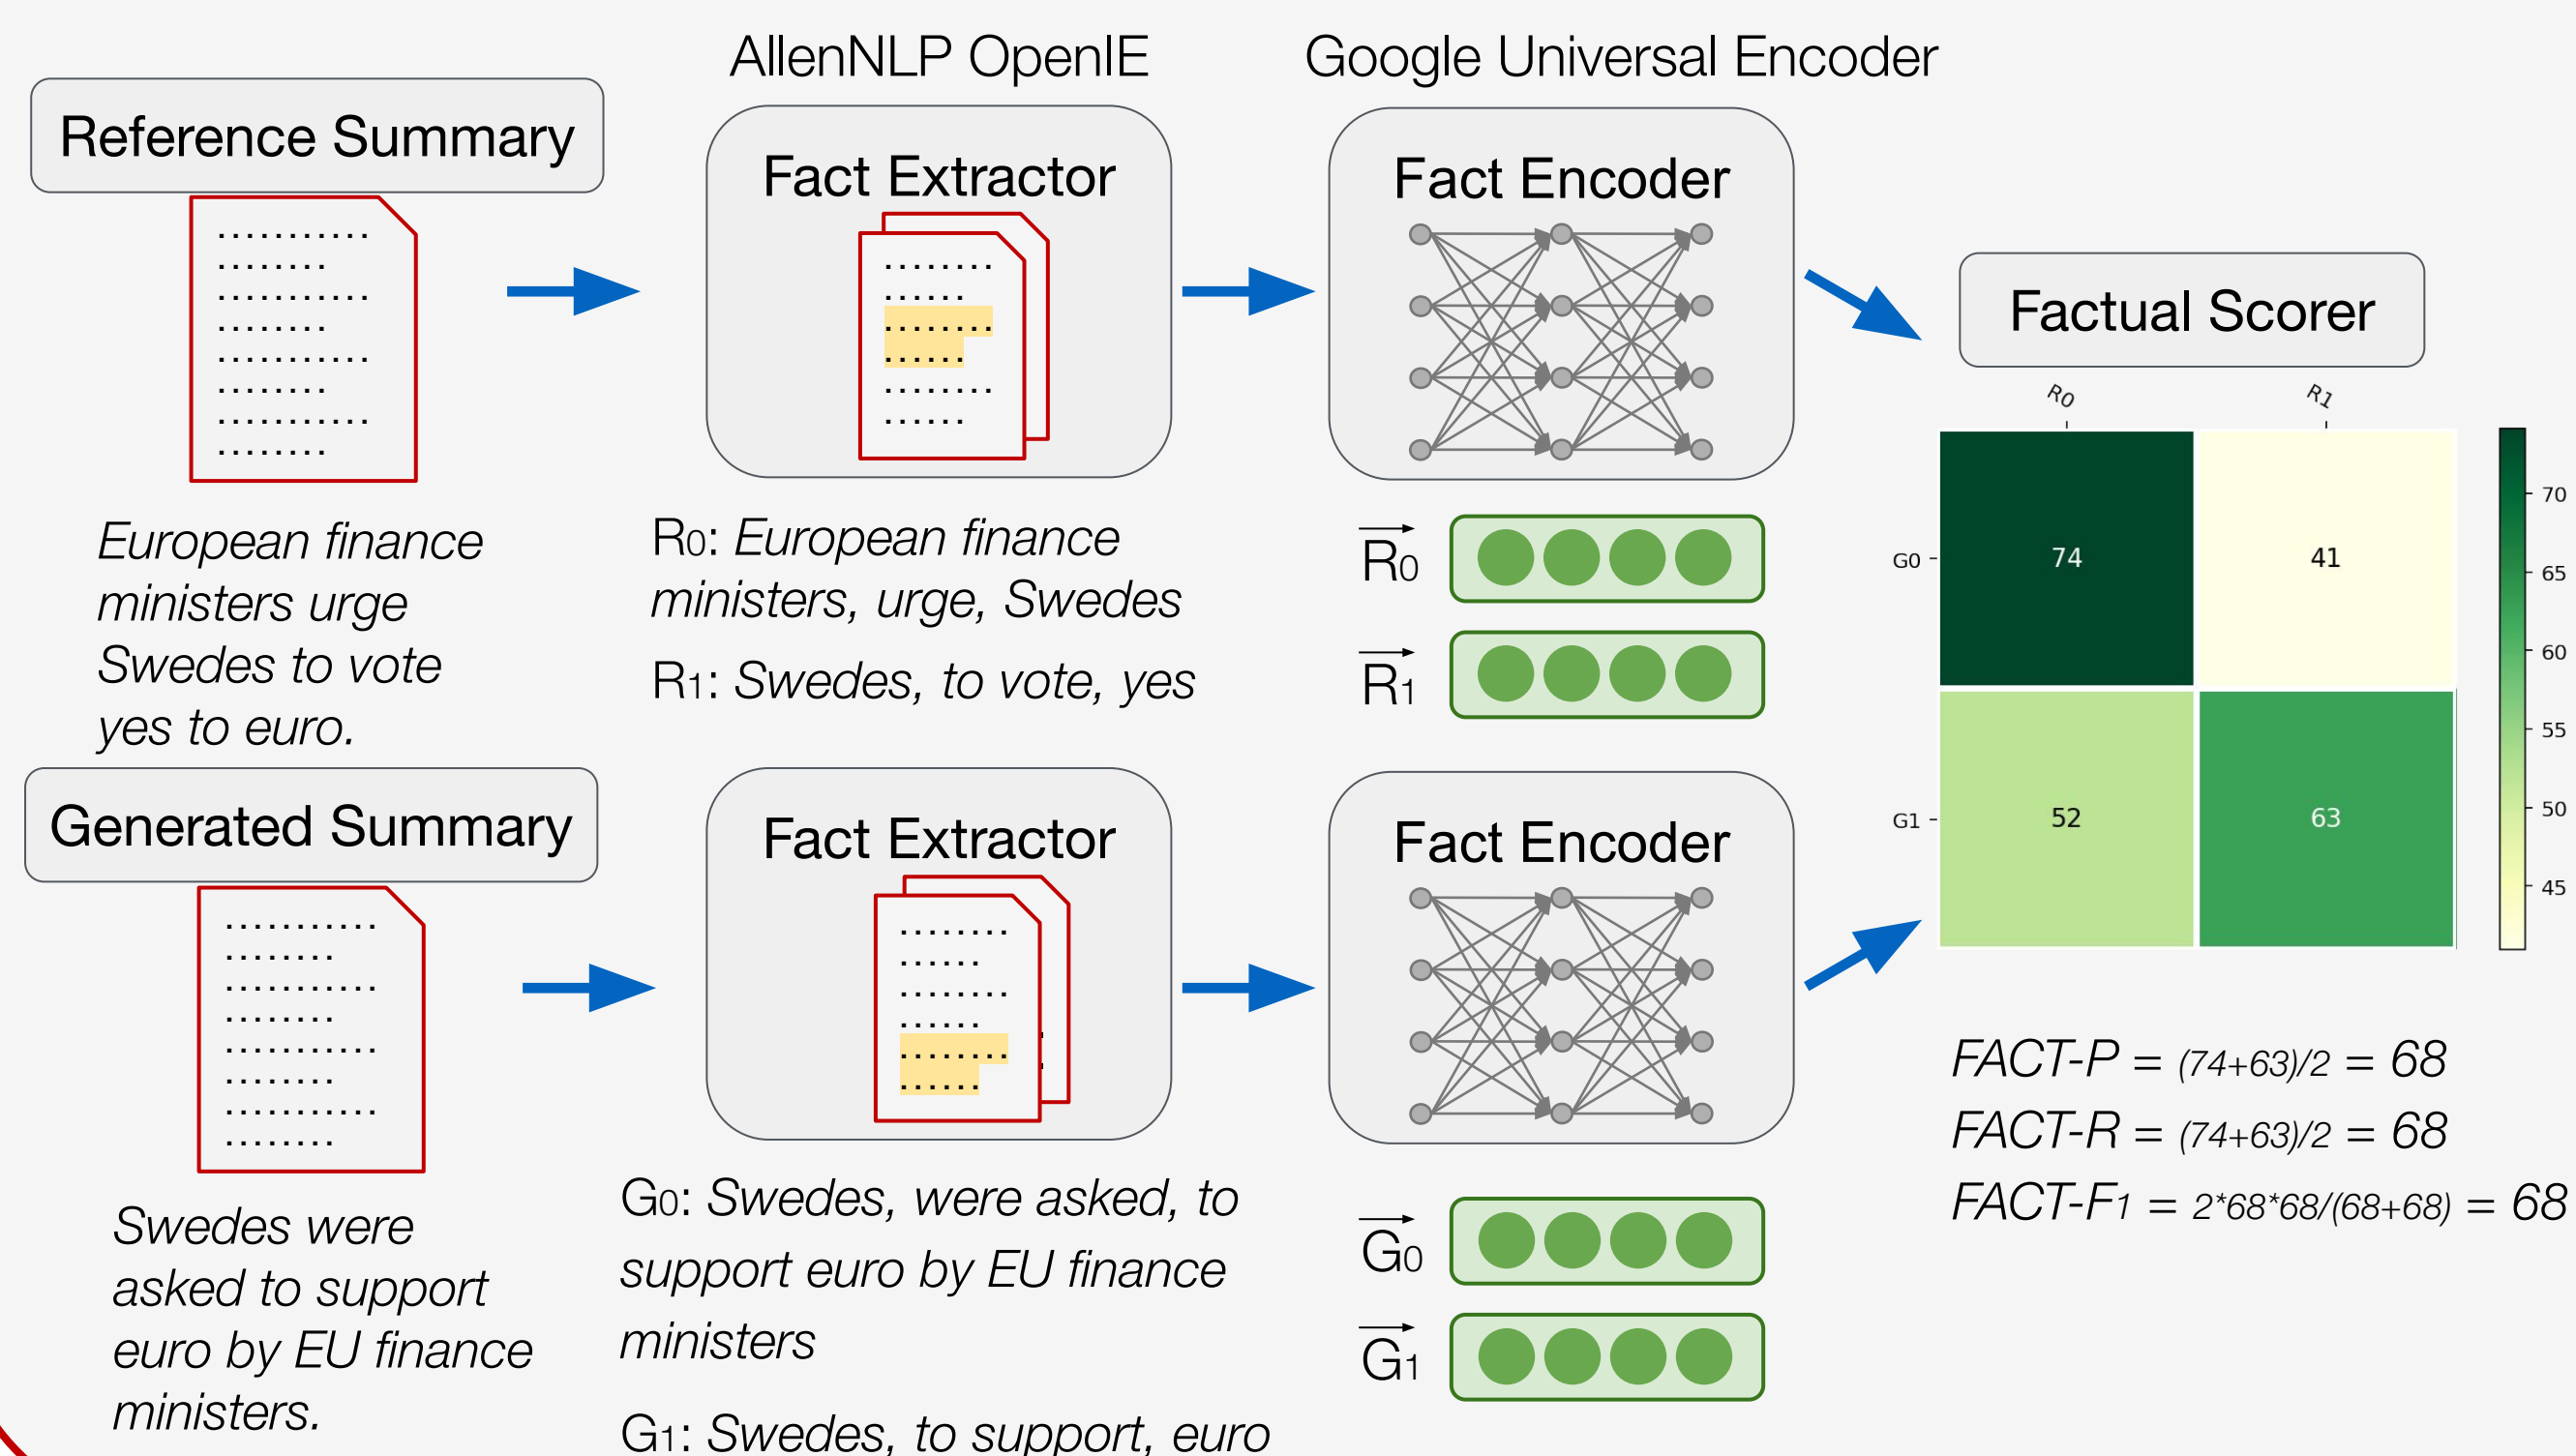 AllenNLP OpenIE
Google Universal Encoder
Reference Summary
Fact Extractor
Fact Encoder
Factual Scorer
European finance
ministers urge
Swedes to vote
yes to euro.
R0: European finance
ministers, urge, Swedes
R1: Swedes, to vote, yes
R0
R1
R0
R1
G0
74
41
G1
52
63
70
65
60
55
50
45
Generated Summary
Fact Extractor
Fact Encoder
Swedes were
asked to support
euro by EU finance
ministers.
G0: Swedes, were asked, to
support euro by EU finance
ministers
G1: Swedes, to support, euro
G0
G1
FACT-P = (74+63)/2 = 68
FACT-R = (74+63)/2 = 68
FACT-F1 = 2*68*68/(68+68) = 68